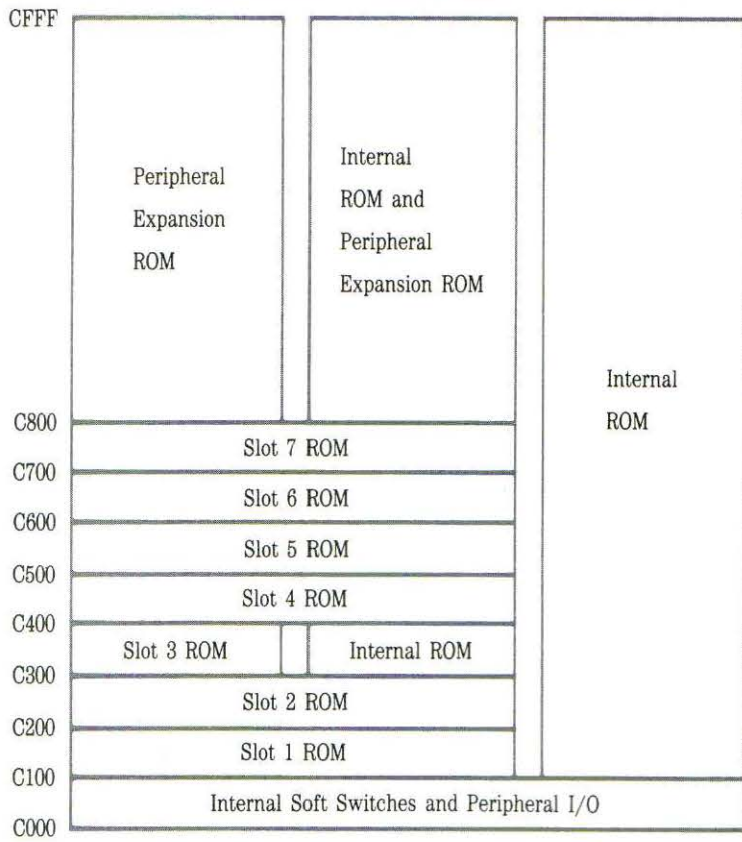 CFFF
Peripheral
Expansion
ROM
Internal
ROM and
Peripheral
Expansion ROM
Internal
ROM
C800
Slot 7 ROM
C700
Slot 6 ROM
C600
Slot 5 ROM
C500
Slot 4 ROM
C400
Slot 3 ROM
Internal ROM
C300
Slot 2 ROM
C200
Slot 1 ROM
C100
Internal Soft Switches and Peripheral I/O
C000